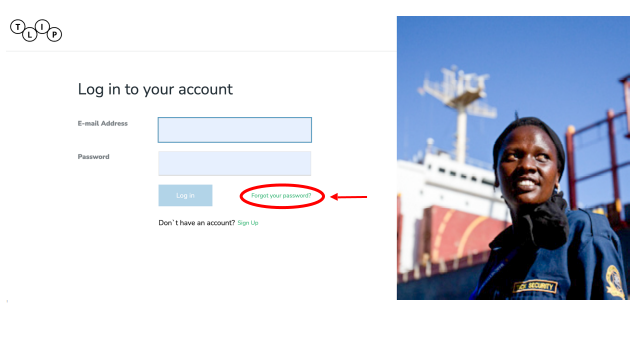 T L I P
Log in to your account
E-mail Address
Password
Log in
Forgot your password?
Don`t have an account? Sign Up
SECURITY